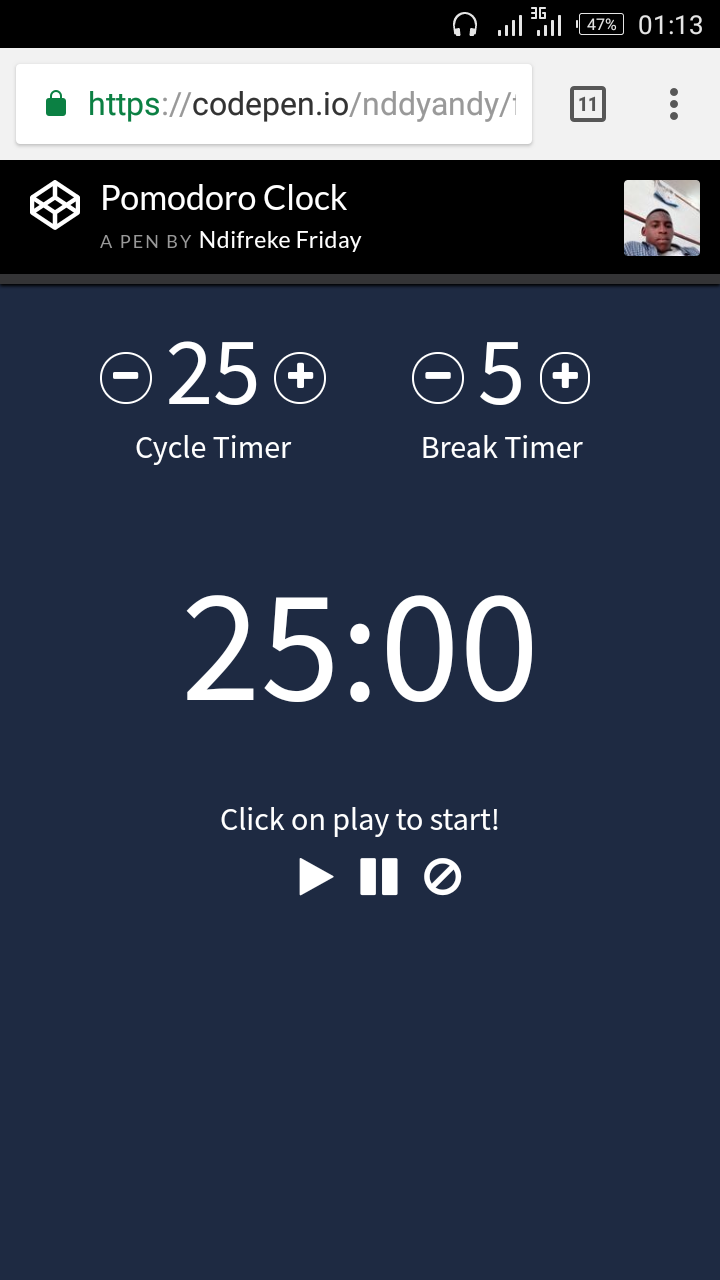 3G 47% 01:13
https://codepen.io/nddyandy/
11
Pomodoro Clock
A PEN BY Ndifreke Friday
25 5
Cycle Timer Break Timer
25:00
Click on play to start!